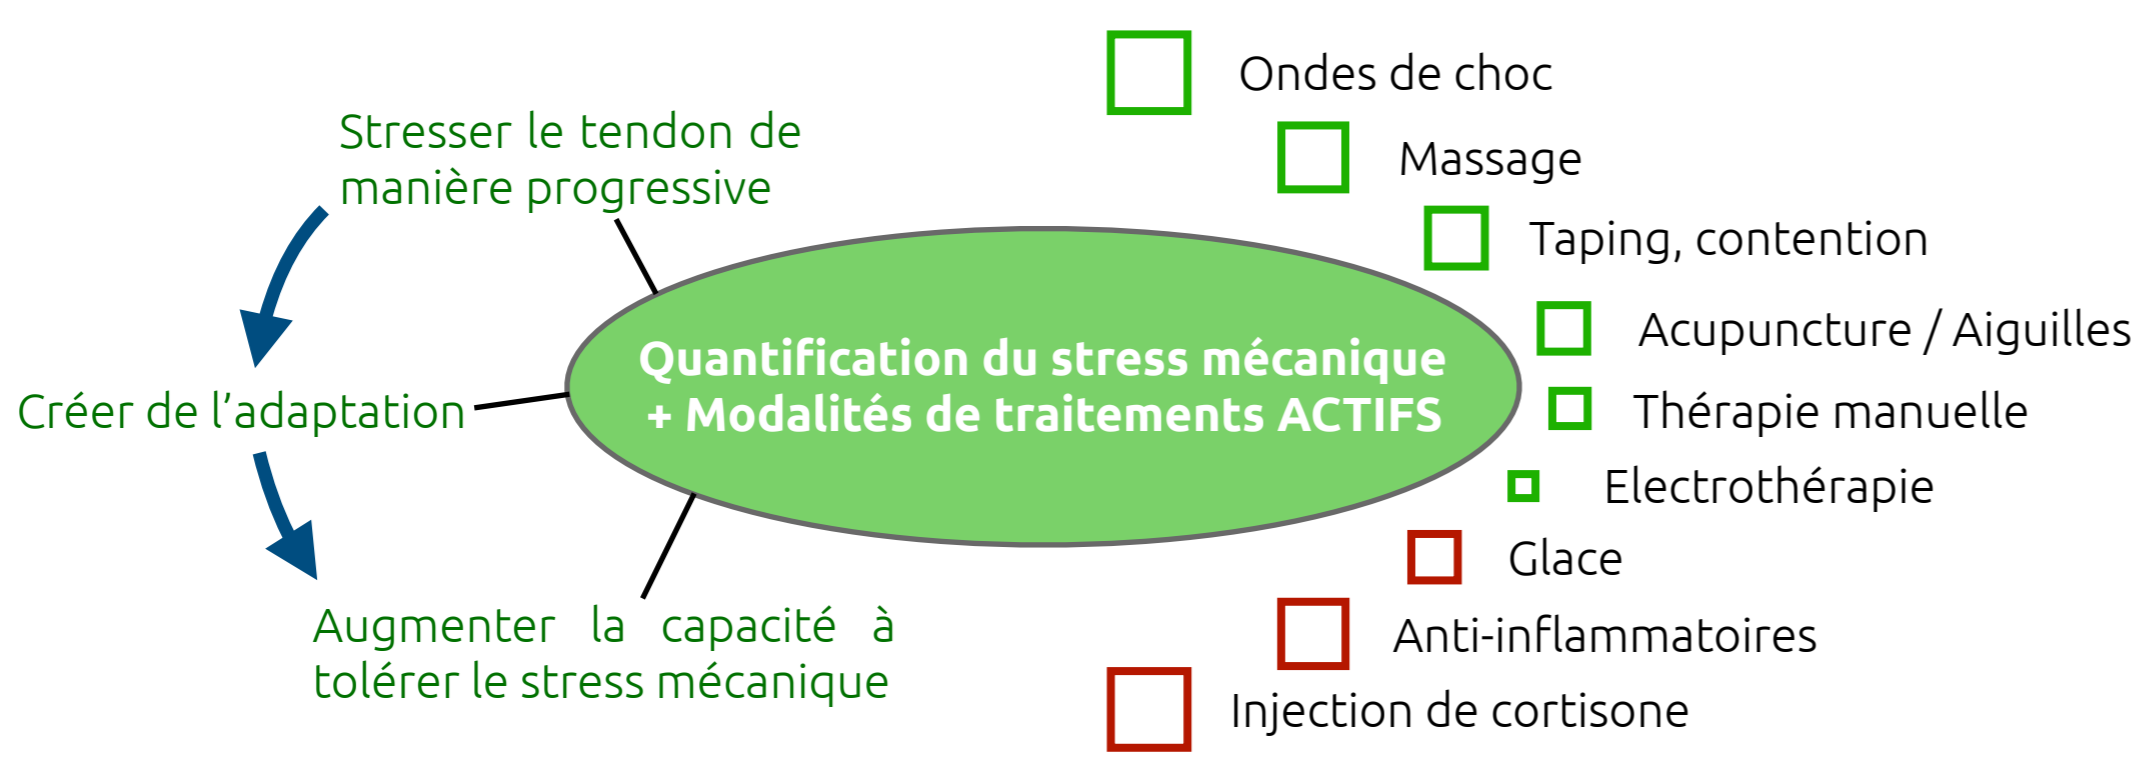 Stresser le tendon de
manière progressive
Créer de l’adaptation
Augmenter la capacité à
tolérer le stress mécanique
Quantification du stress mécanique
+ Modalités de traitements ACTIFS
Ondes de choc
Massage
Taping, contention
Acupuncture / Aiguilles
Thérapie manuelle
Electrothérapie
Glace
Anti-inflammatoires
Injection de cortisone